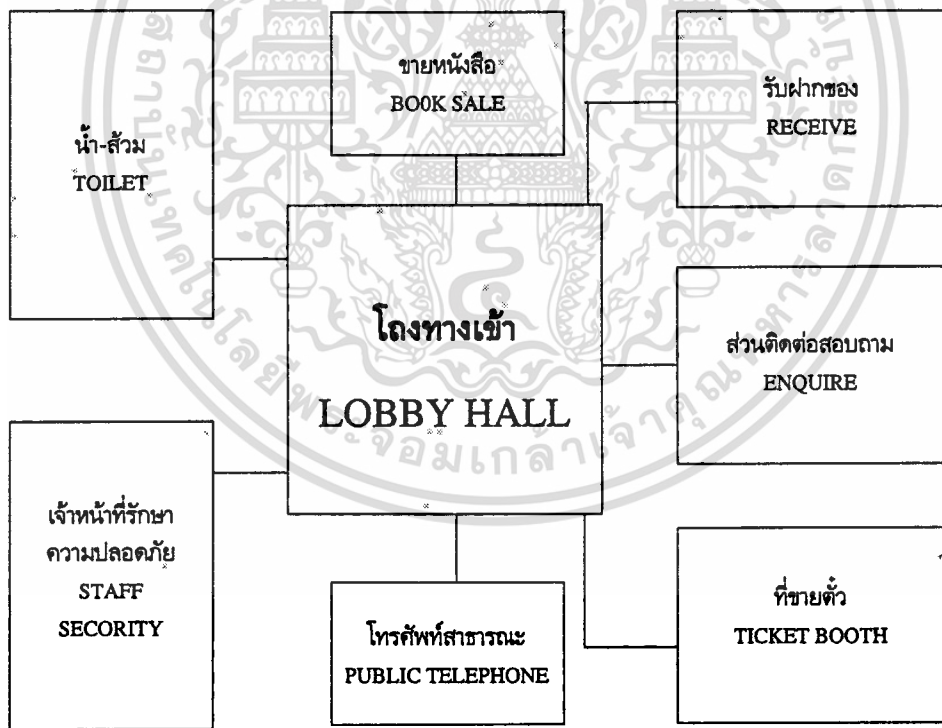 น้ำ-ส้วม
TOILET
ขายหนังสือ
BOOK SALE
รับฝากของ
RECEIVE
โถงทางเข้า
LOBBY HALL
ส่วนติดต่อสอบถาม
ENQUIRE
เจ้าหน้าที่รักษา
ความปลอดภัย
STAFF
SECORITY
โทรศัพท์สาธารณะ
PUBLIC TELEPHONE
ที่ขายตั๋ว
TICKET BOOTH